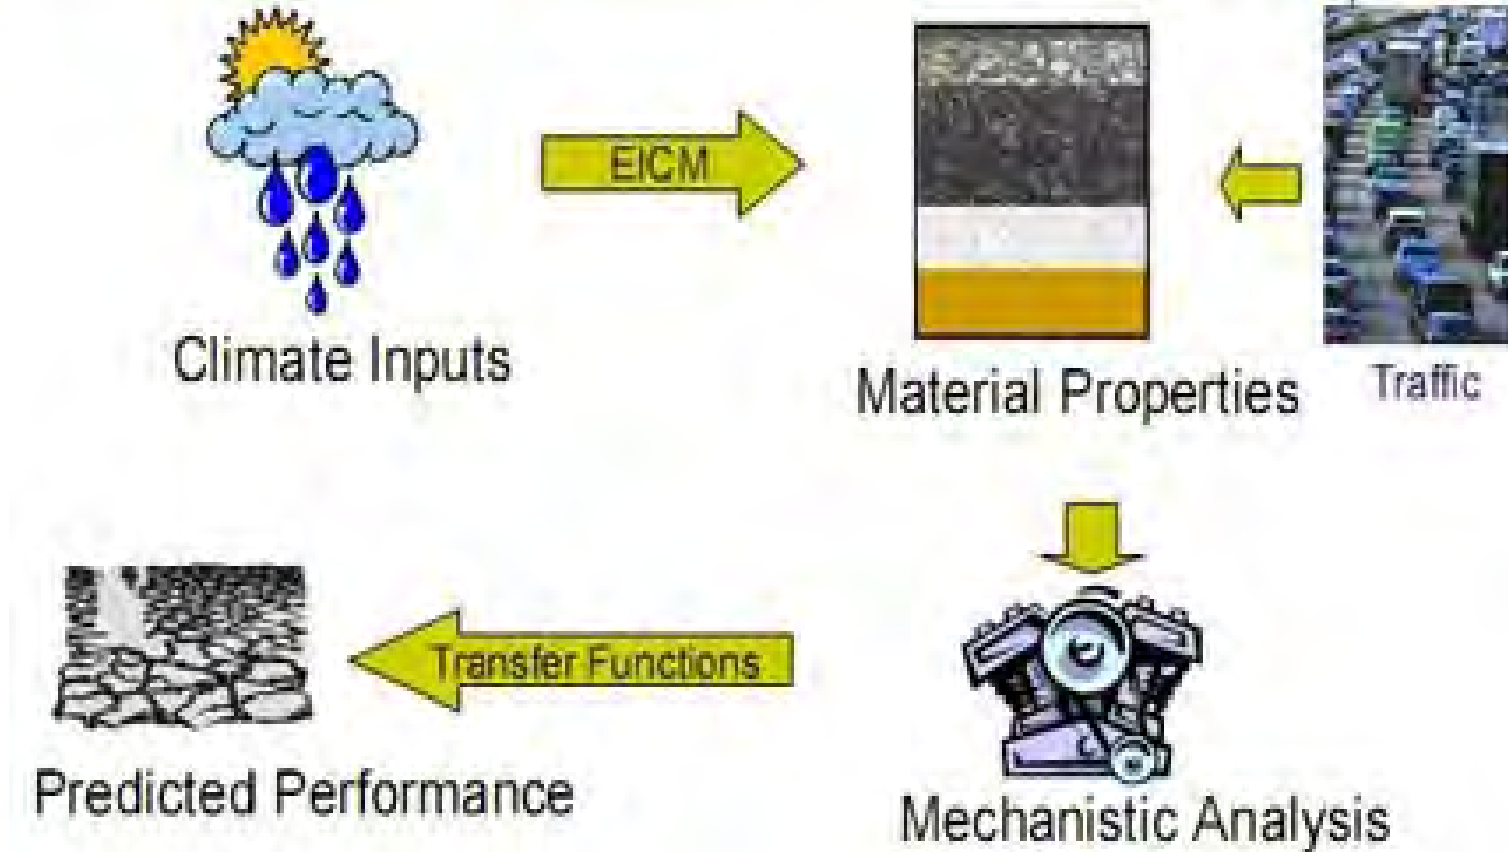 EICM
Climate Inputs
Material Properties
Traffic
Transfer Functions
Predicted Performance
Mechanistic Analysis